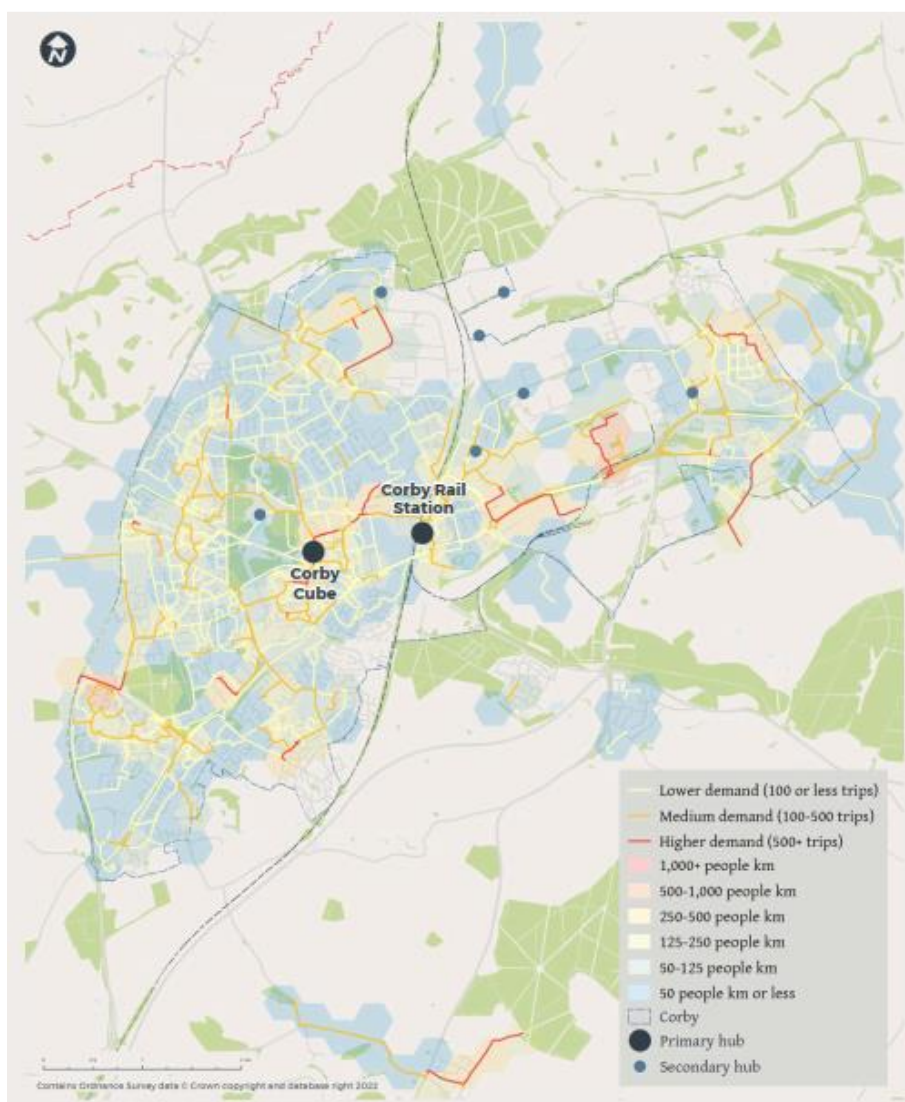 N
Corby Rail
Station
Corby
Cube
Lower demand (100 or less trips)
Medium demand (100-500 trips)
Higher demand (500+ trips)
1,000+ people km
500-1,000 people km
250-500 people km
125-250 people km
50-125 people km
50 people km or less
Corby
Primary hub
Secondary hub
Contains Ordnance Survey data © Crown copyright and database right 2022